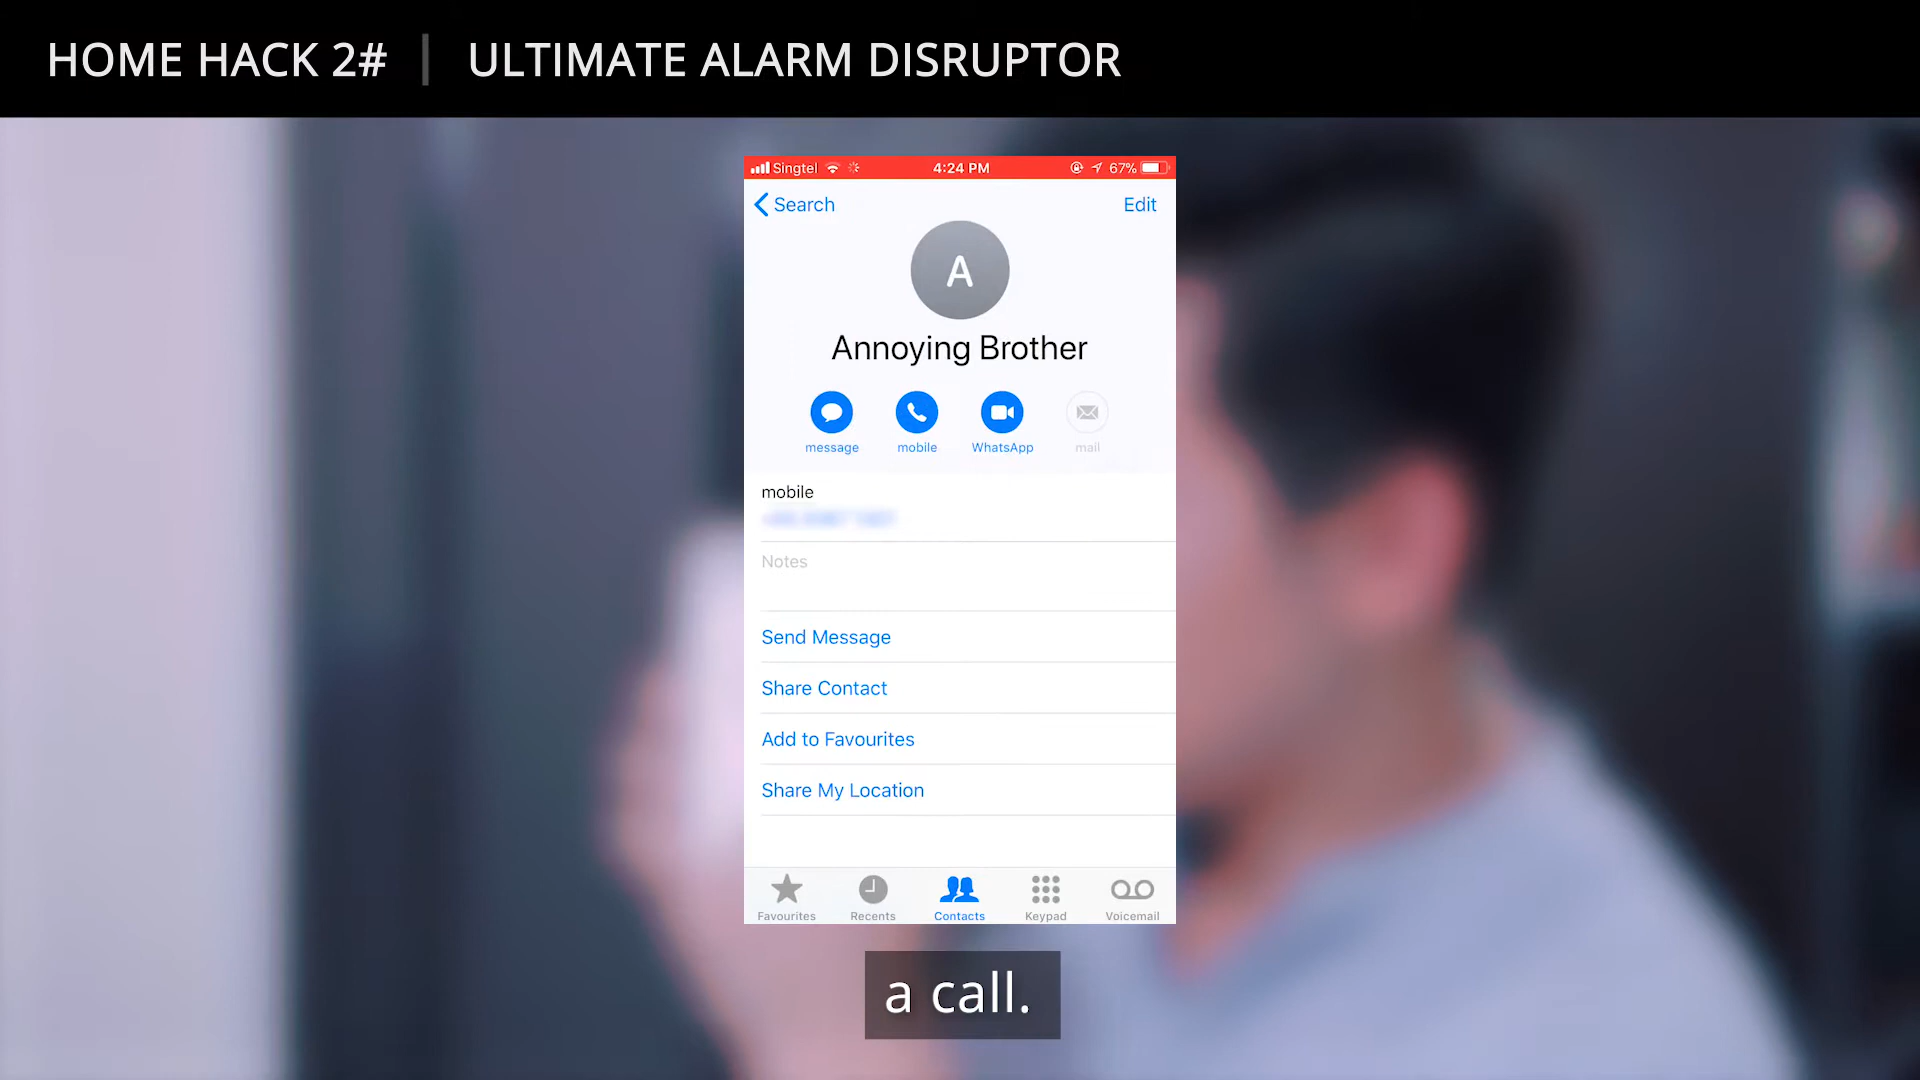 HOME HACK 2# | ULTIMATE ALARM DISRUPTOR
Singtel 4:24 PM 67%
Search Edit
A
Annoying Brother
message mobile WhatsApp mail
mobile
Notes
Send Message
Share Contact
Add to Favourites
Share My Location
Favourites Recents Contacts Keypad Voicemail
a call.